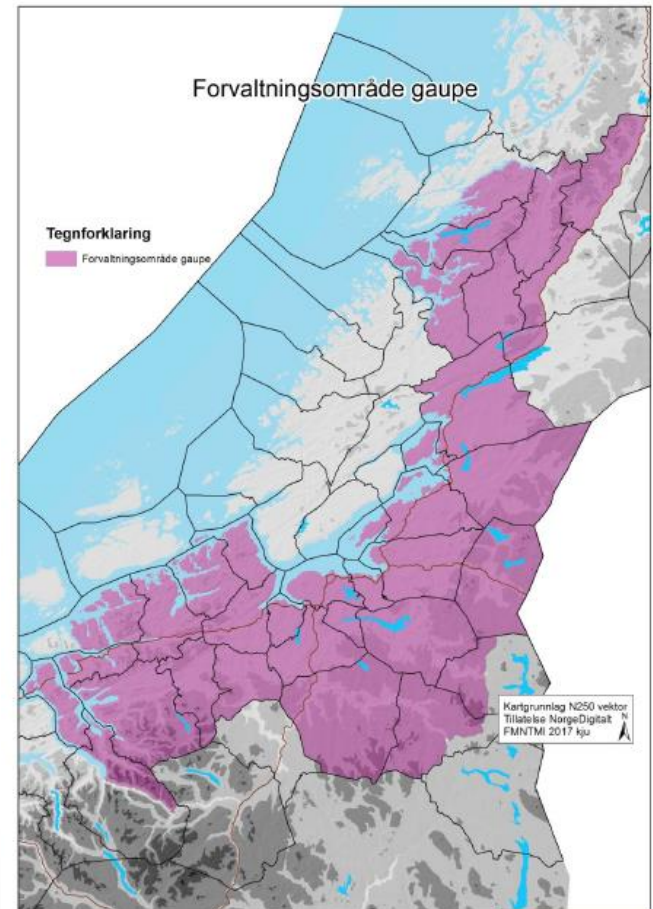 Forvaltningsområde gaupe
Tegnforklaring
Forvaltningsområde gaupe
Kartgrunnlag N250 vektor
Tillatelse NorgeDigitalt
FMNTMI 2017 kju
N